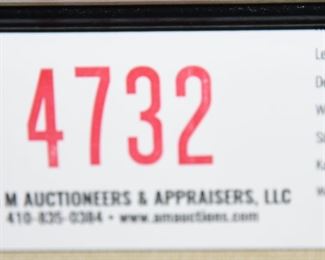 4732
M AUCTIONEERS & APPRAISERS, LLC
410-835-0384 • www.amauctions.com